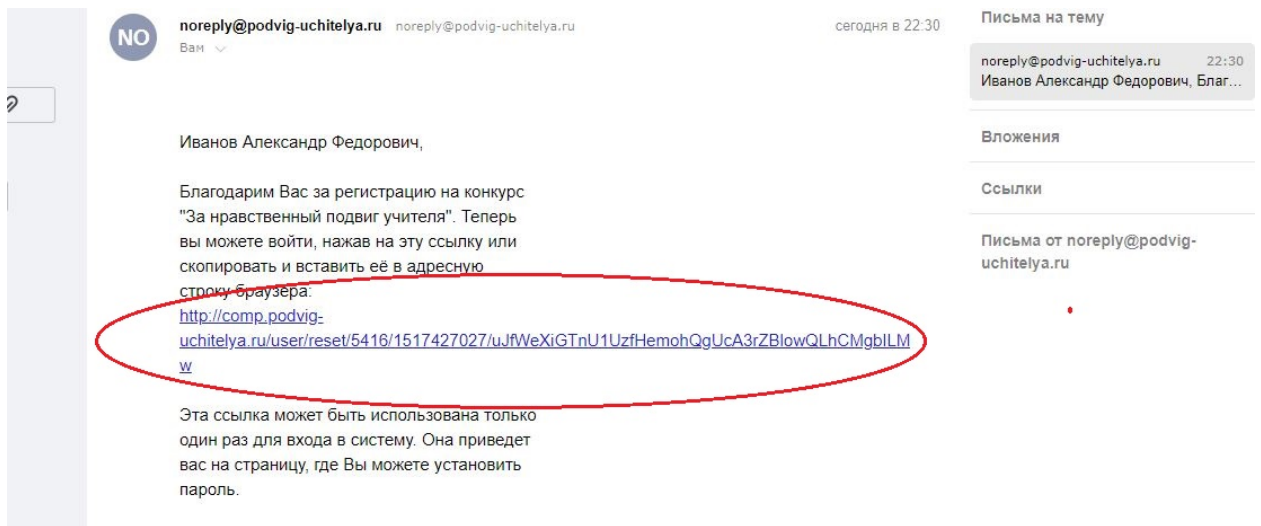 NO
noreply@podvig-uchitelya.ru noreply@podvig-uchitelya.ru сегодня в 22:30
Вам
Иванов Александр Федорович,
Благодарим Вас за регистрацию на конкурс
"За нравственный подвиг учителя". Теперь
вы можете войти, нажав на эту ссылку или
скопировать и вставить её в адресную
строку браузера:
http://comp.podvig-
uchitelya.ru/user/reset/5416/1517427027/uJfWeXiGTnU1UzfHemohQgUcA3rZBlowQLhCMgbILM
w
Эта ссылка может быть использована только
один раз для входа в систему. Она приведет
вас на страницу, где Вы можете установить
пароль.
Письма на тему
noreply@podvig-uchitelya.ru 22:30
Иванов Александр Федорович, Благ...
Вложения
Ссылки
Письма от noreply@podvig-
uchitelya.ru